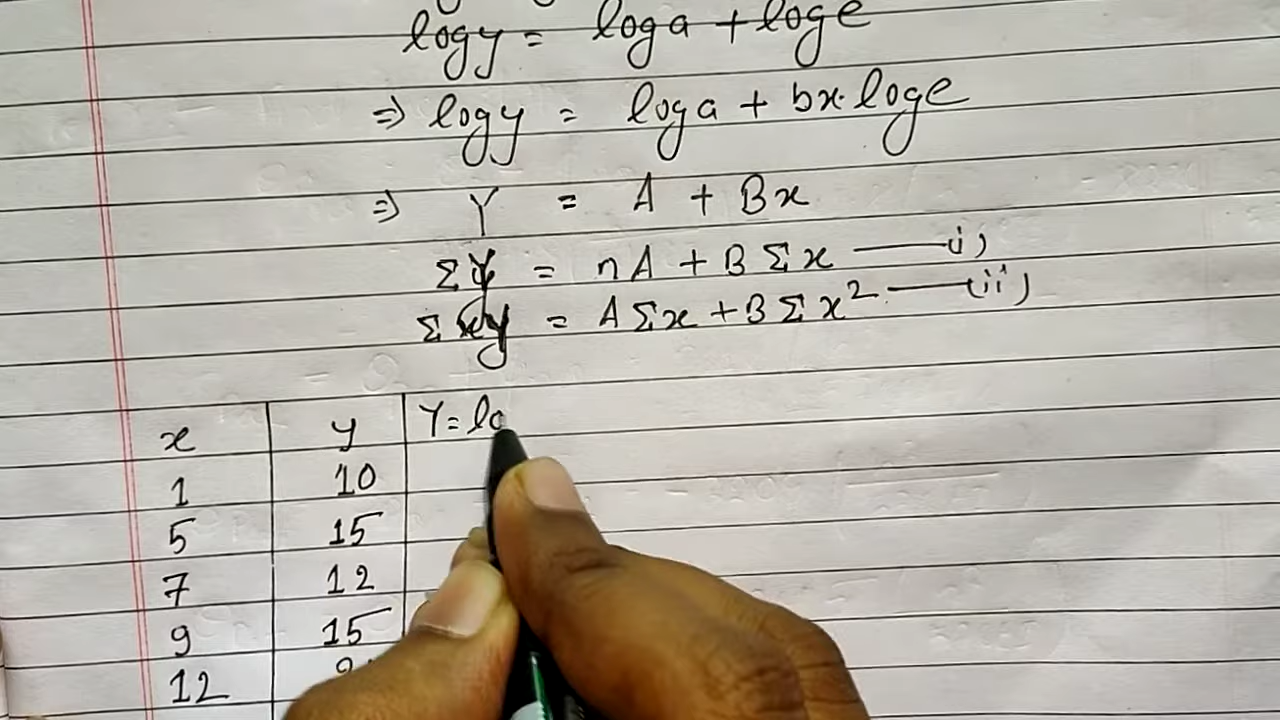 log y = log a + log e
⇒ log y = log a + bx. log e
⇒ Y = A + Bx
ΣY = nA + BΣx —— (i)
Σxy = AΣx + BΣx² —— (ii)
x y Y = lo
1 10
5 15
7 12
9 15
12